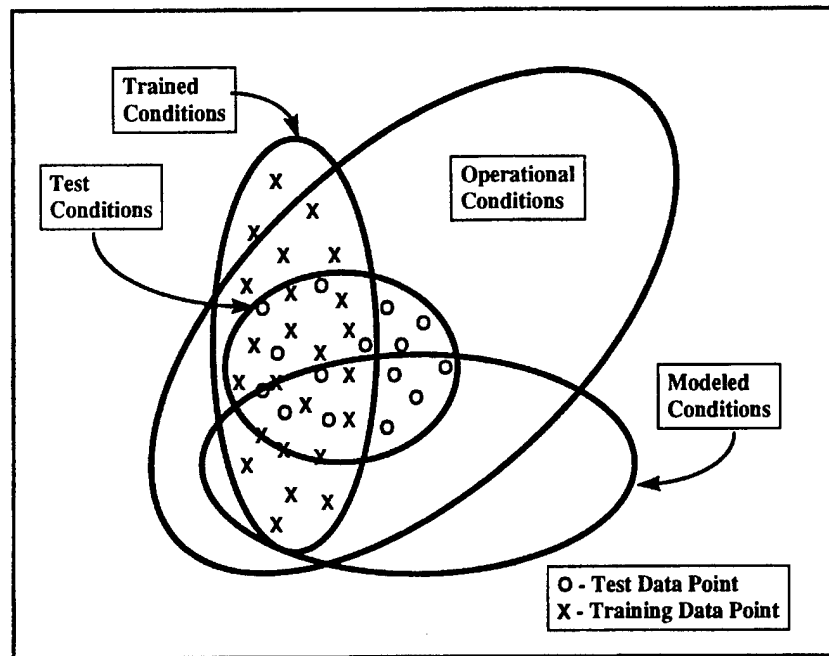 Trained
Conditions
Test
Conditions
Operational
Conditions
Modeled
Conditions
O - Test Data Point
X - Training Data Point